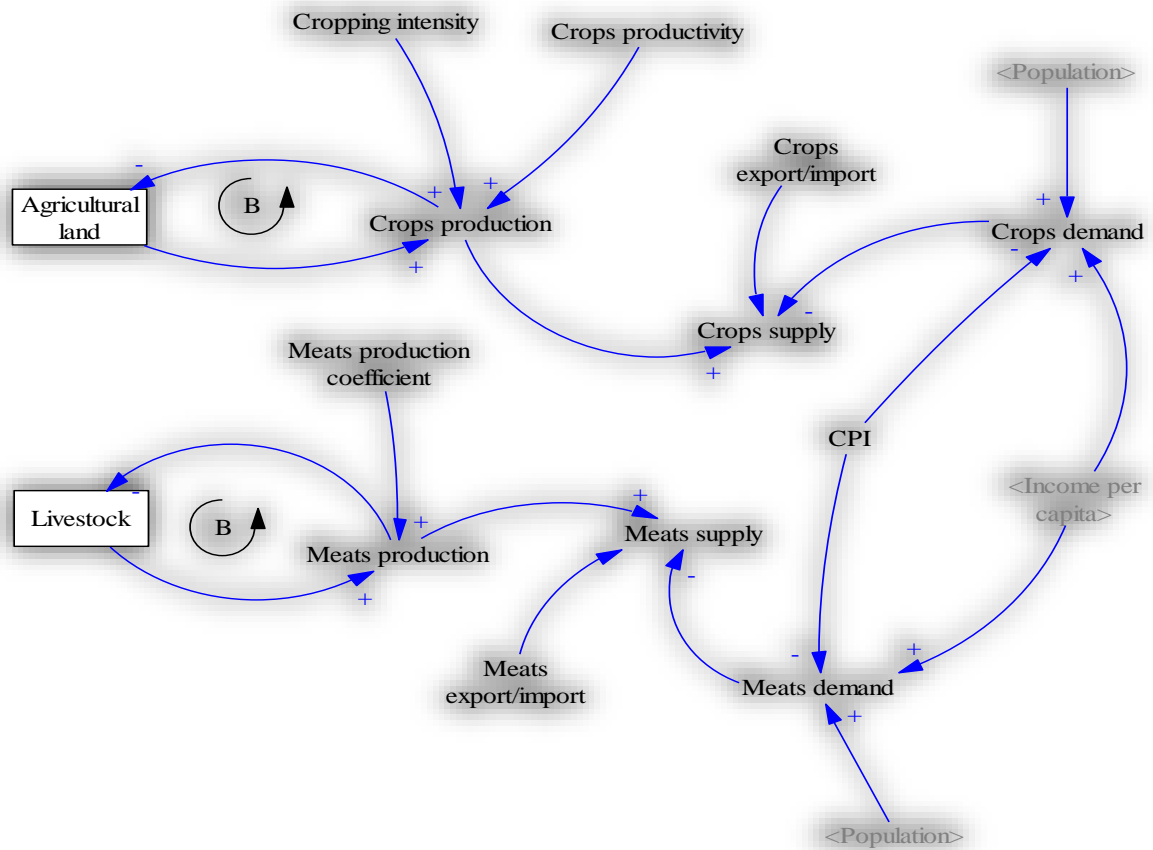 Cropping intensity
Crops productivity
<Population>
Crops
export/import
-
Agricultural
land
B
+
+
Crops production
+
+
Crops demand
-
+
-
Crops supply
+
Meats production
coefficient
CPI
<Income per
capita>
-
Livestock
B
+
Meats production
+
+
Meats supply
-
Meats
export/import
-
+
Meats demand
+
<Population>